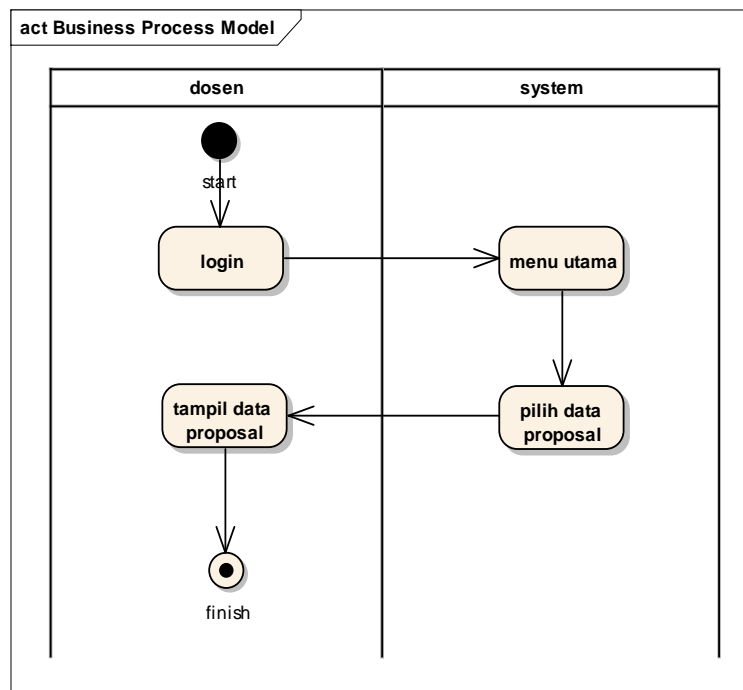 act Business Process Model
dosen
system
start
login
menu utama
tampil data
proposal
pilih data
proposal
finish